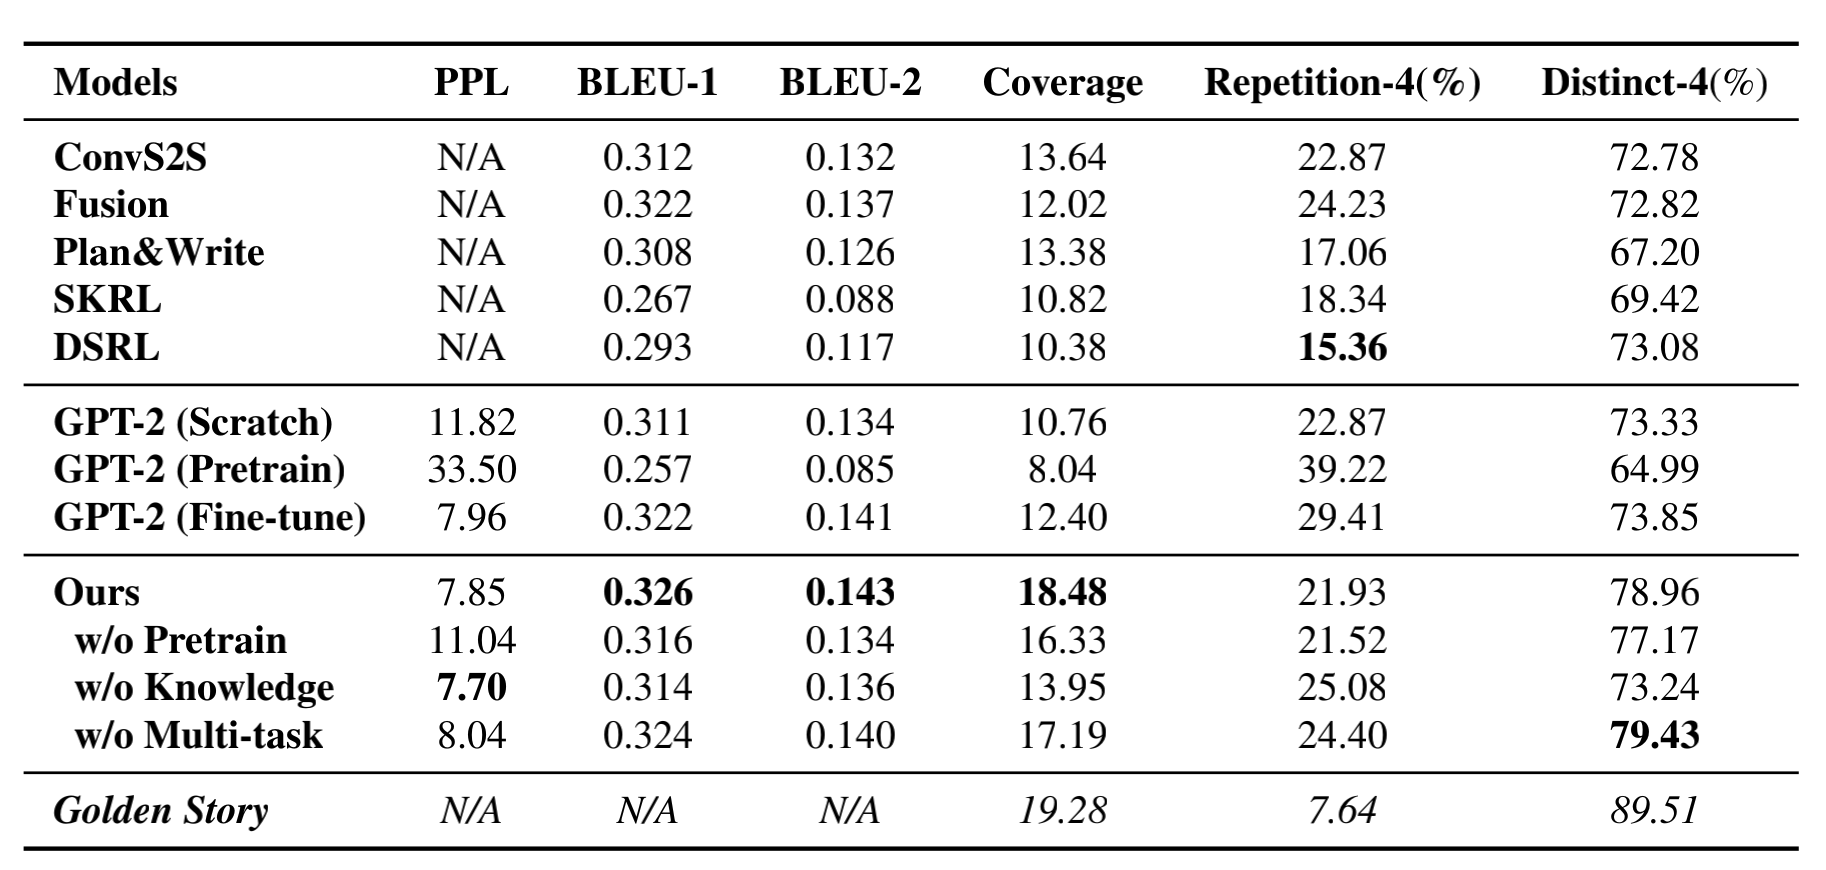 Models PPL BLEU-1 BLEU-2 Coverage Repetition-4(%) Distinct-4(%)
ConvS2S N/A 0.312 0.132 13.64 22.87 72.78
Fusion N/A 0.322 0.137 12.02 24.23 72.82
Plan&Write N/A 0.308 0.126 13.38 17.06 67.20
SKRL N/A 0.267 0.088 10.82 18.34 69.42
DSRL N/A 0.293 0.117 10.38 15.36 73.08
GPT-2 (Scratch) 11.82 0.311 0.134 10.76 22.87 73.33
GPT-2 (Pretrain) 33.50 0.257 0.085 8.04 39.22 64.99
GPT-2 (Fine-tune) 7.96 0.322 0.141 12.40 29.41 73.85
Ours 7.85 0.326 0.143 18.48 21.93 78.96
w/o Pretrain 11.04 0.316 0.134 16.33 21.52 77.17
w/o Knowledge 7.70 0.314 0.136 13.95 25.08 73.24
w/o Multi-task 8.04 0.324 0.140 17.19 24.40 79.43
Golden Story N/A N/A N/A 19.28 7.64 89.51